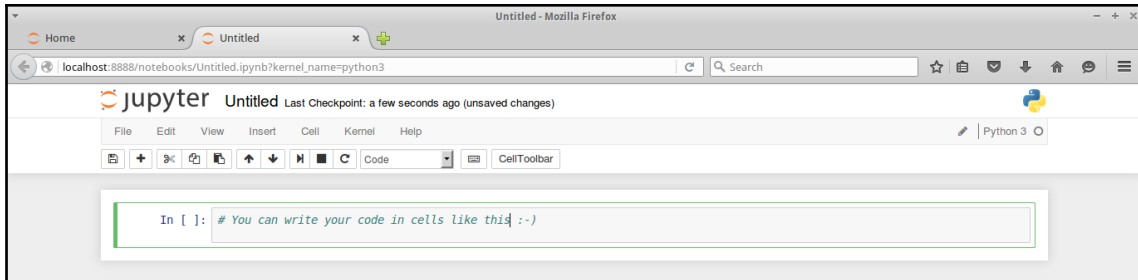 Untitled - Mozilla Firefox
Home Untitled
localhost:8888/notebooks/Untitled.ipynb?kernel_name=python3 Search
jupyter Untitled Last Checkpoint: a few seconds ago (unsaved changes)
File Edit View Insert Cell Kernel Help Python 3
Code CellToolbar
In [ ]: # You can write your code in cells like this :-)